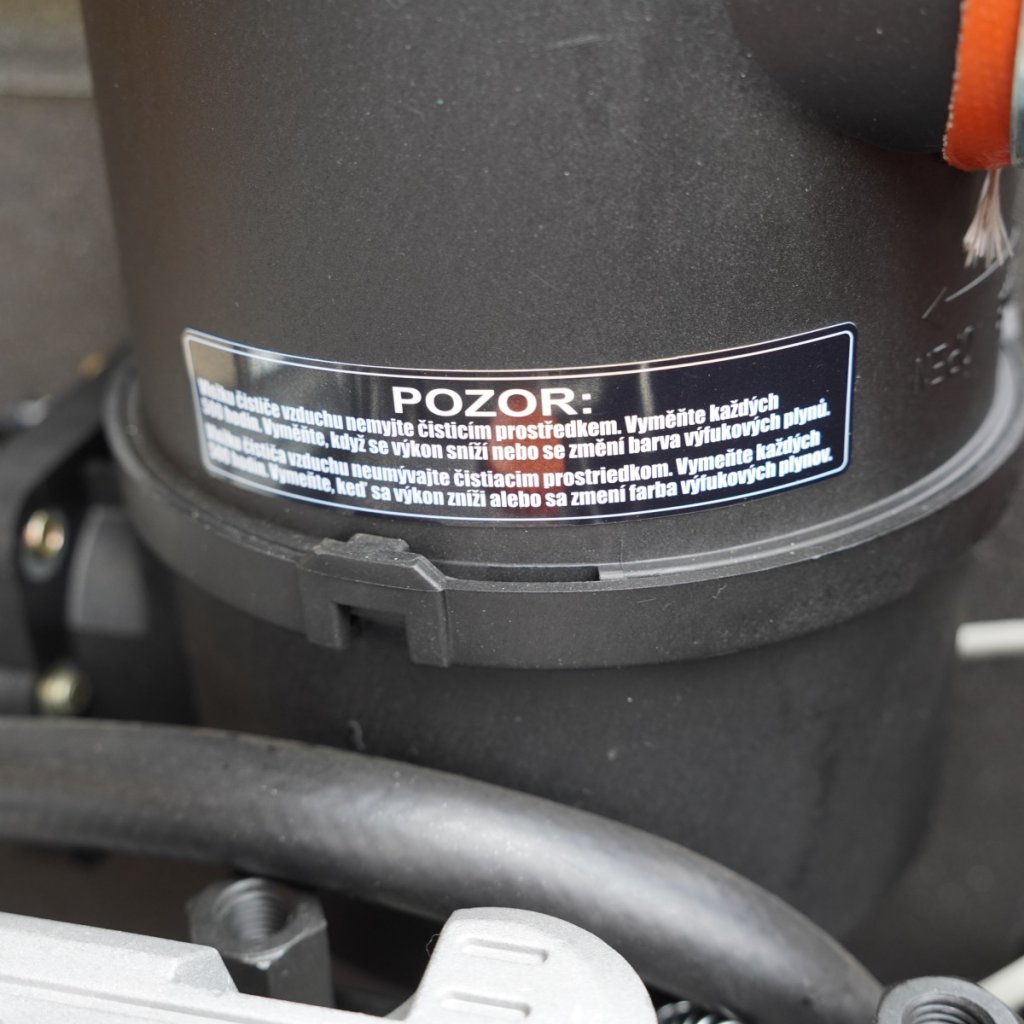 POZOR:
Vložku čističe vzduchu nemyjte čisticím prostředkem. Vyměňte každých
500 hodin. Vyměňte, když se výkon sníží nebo se změní barva výfukových plynů.
Vložku čističa vzduchu neumývajte čistiacim prostriedkom. Vymeňte každých
500 hodin. Vymeňte, keď sa výkon zníži alebo sa zmení farba výfukových plynov.
OPEN